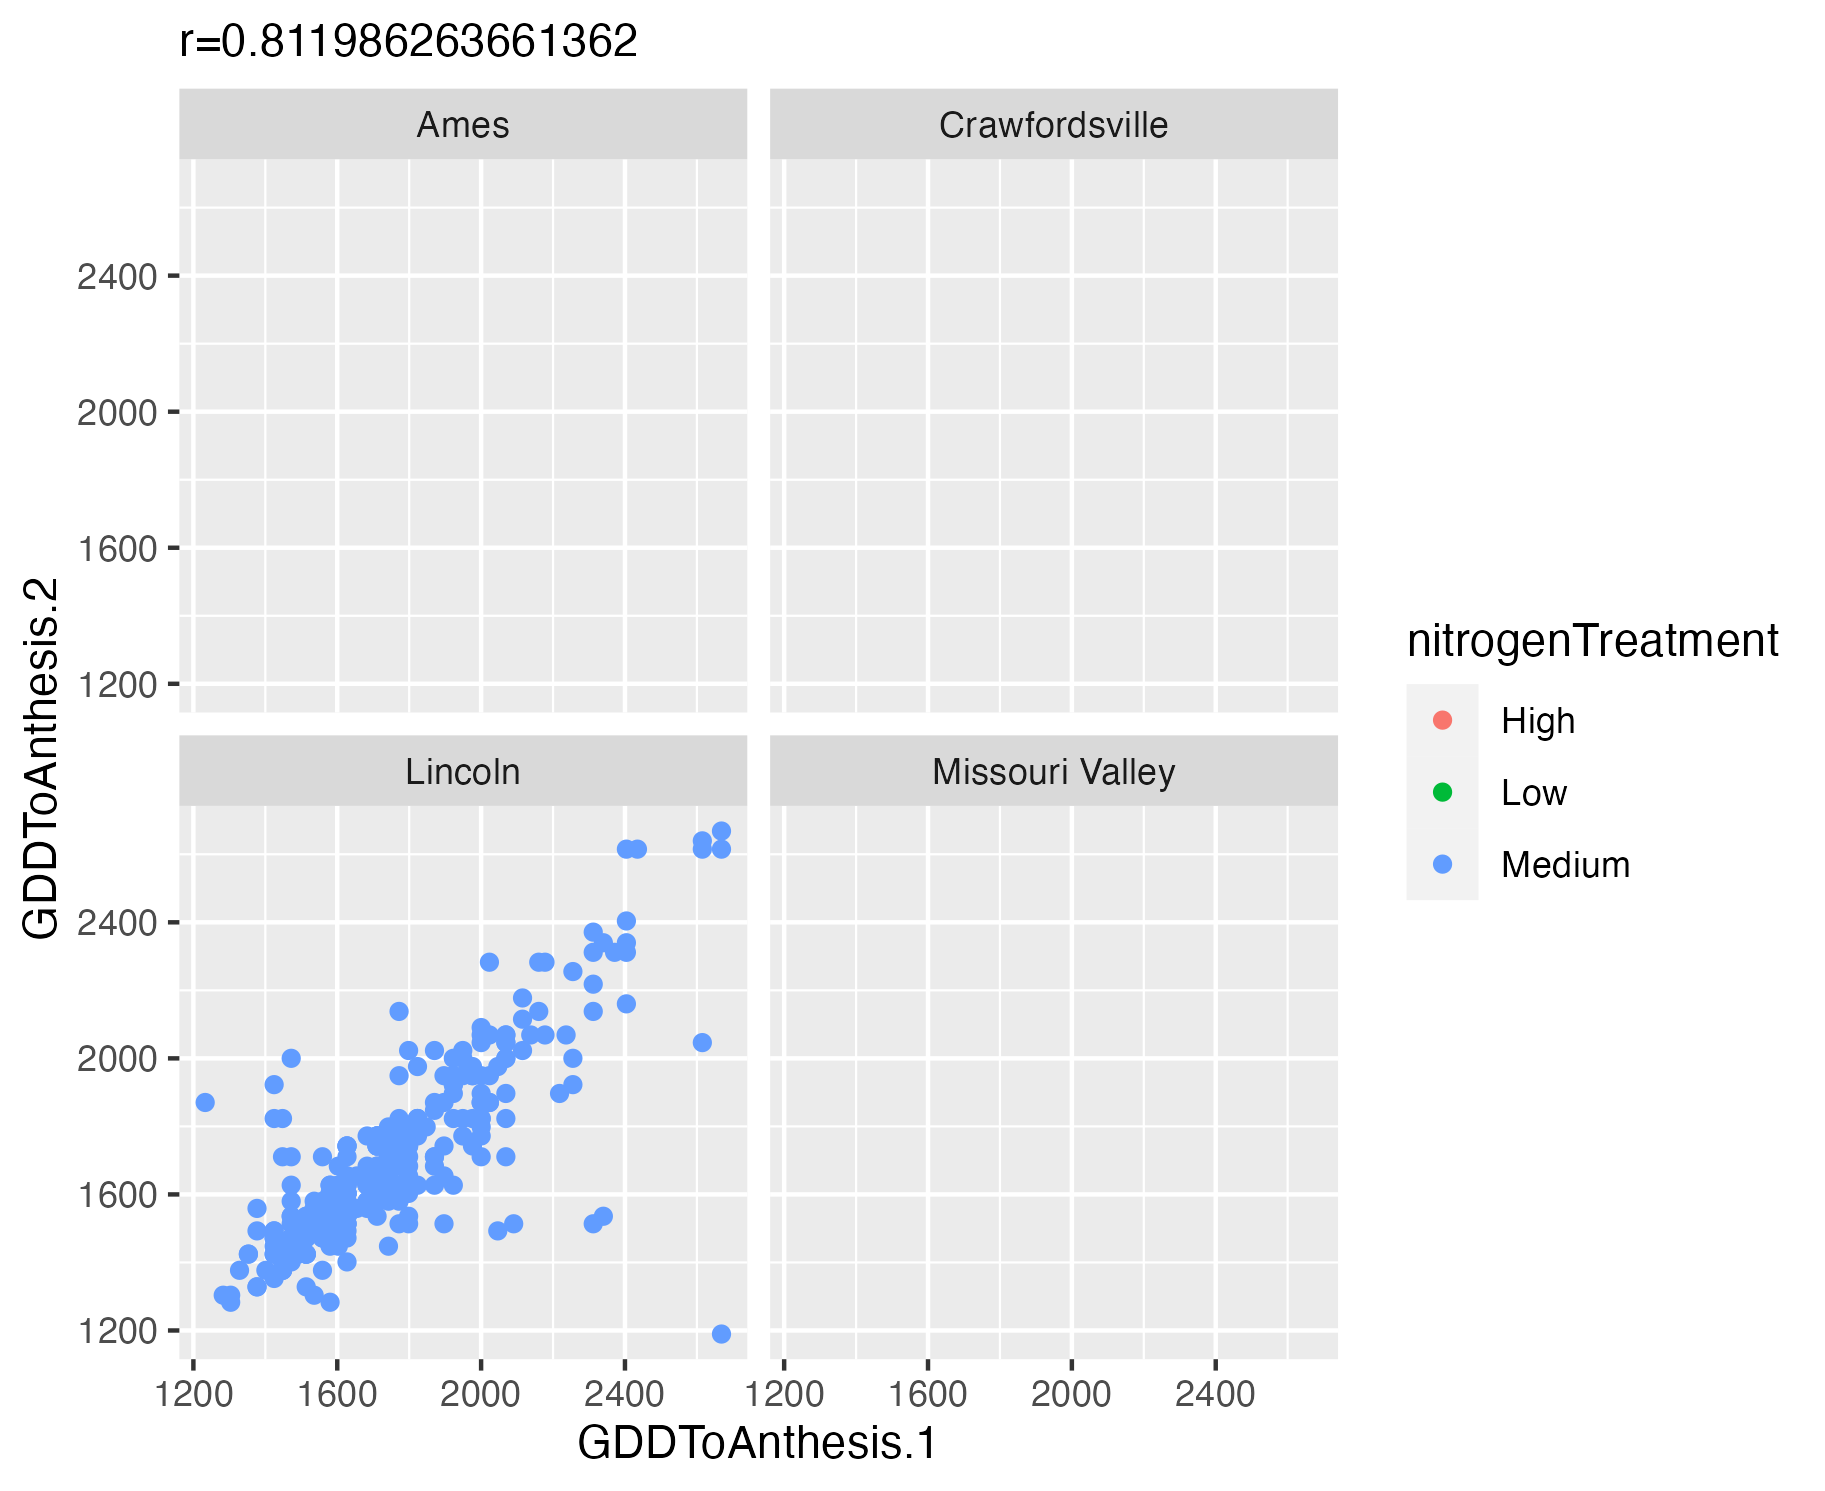 r=0.811986263661362
Ames
Crawfordsville
2400
2000
1600
1200
Lincoln
Missouri Valley
2400
2000
1600
1200
1200 1600 2000 2400 1200 1600 2000 2400
GDDToAnthesis.1
GDDToAnthesis.2
nitrogenTreatment
High
Low
Medium